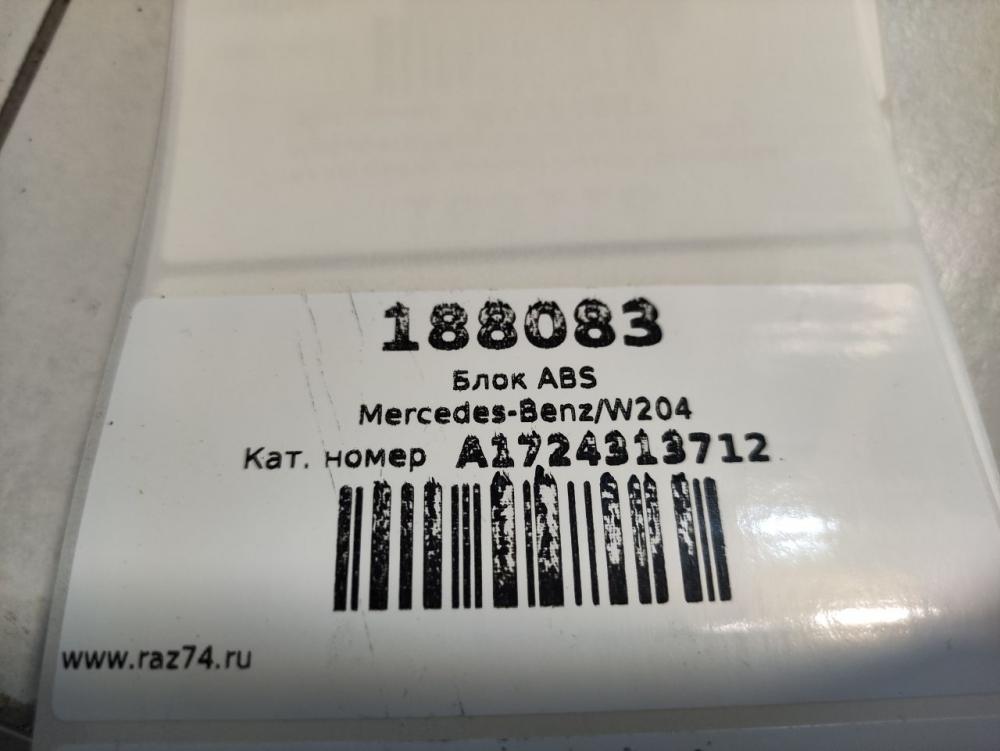 188083
Блок ABS
Mercedes-Benz/W204
Кат. номер A1724313712
www.raz74.ru